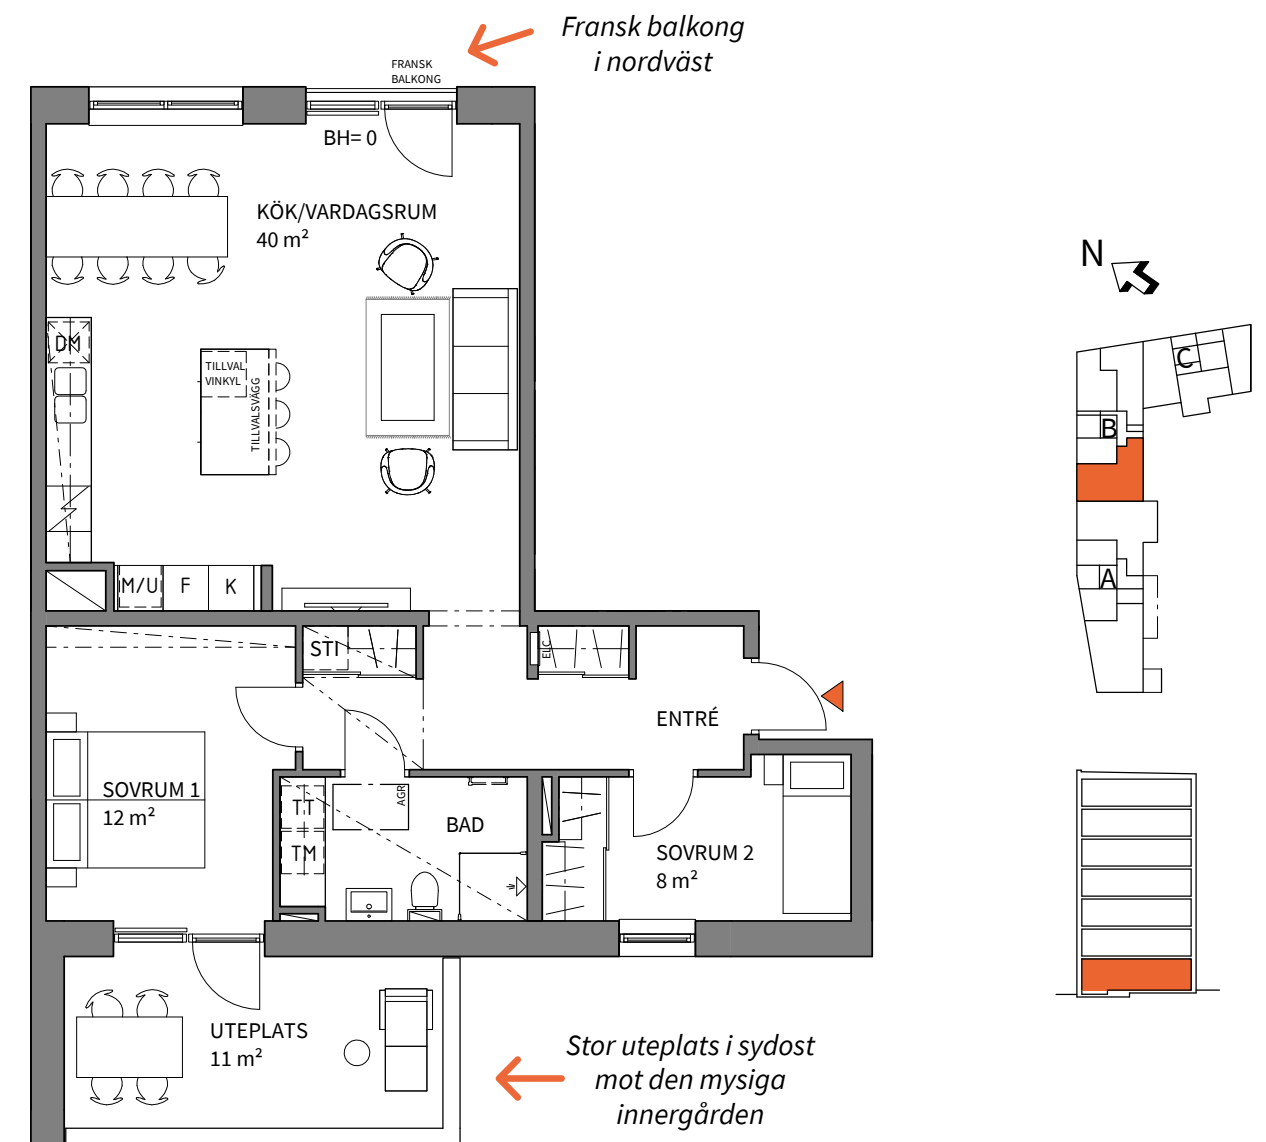 Fransk balkong
i nordväst
FRANSK
BALKONG
BH= 0
KÖK/VARDAGSRUM
40 m²
N
C
DM
TILLVAL
VINKYL
TILLVALSVÄGG
B
M/U
F
K
A
STI
ELC
ENTRÉ
SOVRUM 1
12 m²
TT
AGR
BAD
TM
SOVRUM 2
8 m²
UTEPLATS
11 m²
Stor uteplats i sydost
mot den mysiga
innergården